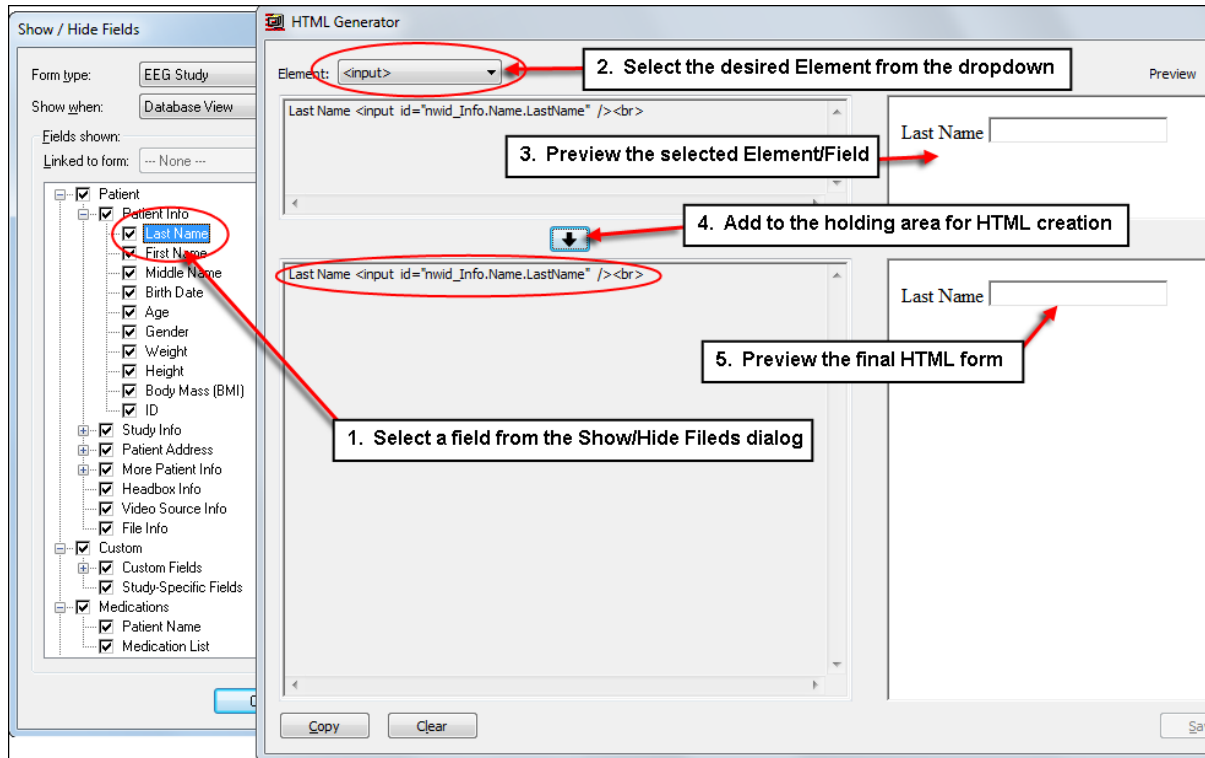 Show / Hide Fields
Form type: EEG Study
Show when: Database View
Fields shown:
Linked to form: --- None ---
Patient
Patient Info
Last Name
First Name
Middle Name
Birth Date
Age
Gender
Weight
Height
Body Mass (BMI)
ID
Study Info
Patient Address
More Patient Info
Headbox Info
Video Source Info
File Info
Custom
Custom Fields
Study-Specific Fields
Medications
Patient Name
Medication List
HTML Generator
Element: <input>
2. Select the desired Element from the dropdown
Preview
Last Name <input id="nwid_Info.Name.LastName" /><br>
Last Name
3. Preview the selected Element/Field
4. Add to the holding area for HTML creation
Last Name <input id="nwid_Info.Name.LastName" /><br>
Last Name
5. Preview the final HTML form
1. Select a field from the Show/Hide Fileds dialog
Copy
Clear